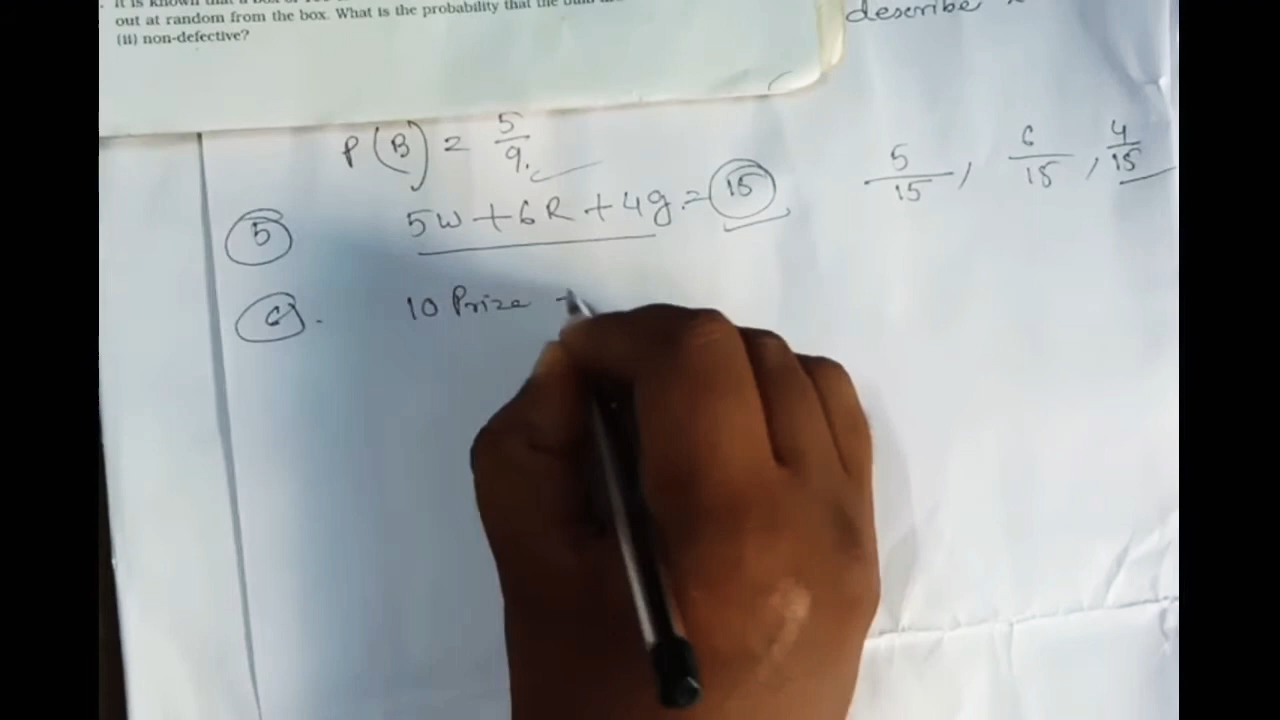 out at random from the box. What is the probability that the bulb
(ii) non-defective?
describe
P(B) = 5/9.
5/15, 6/15, 4/15
5 5W+6R+4g.=15
10 Prize